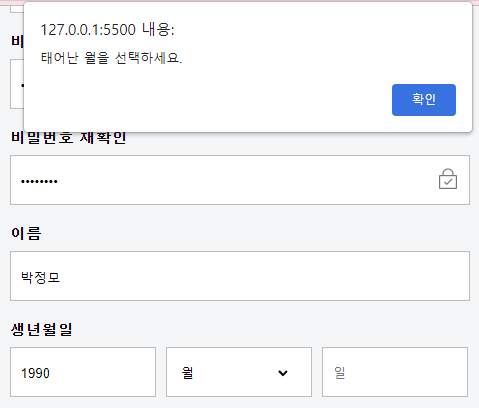 127.0.0.1:5500 내용:
태어난 월을 선택하세요.
확인
비밀번호 재확인
••••••••
이름
박정모
생년월일
1990
월
일